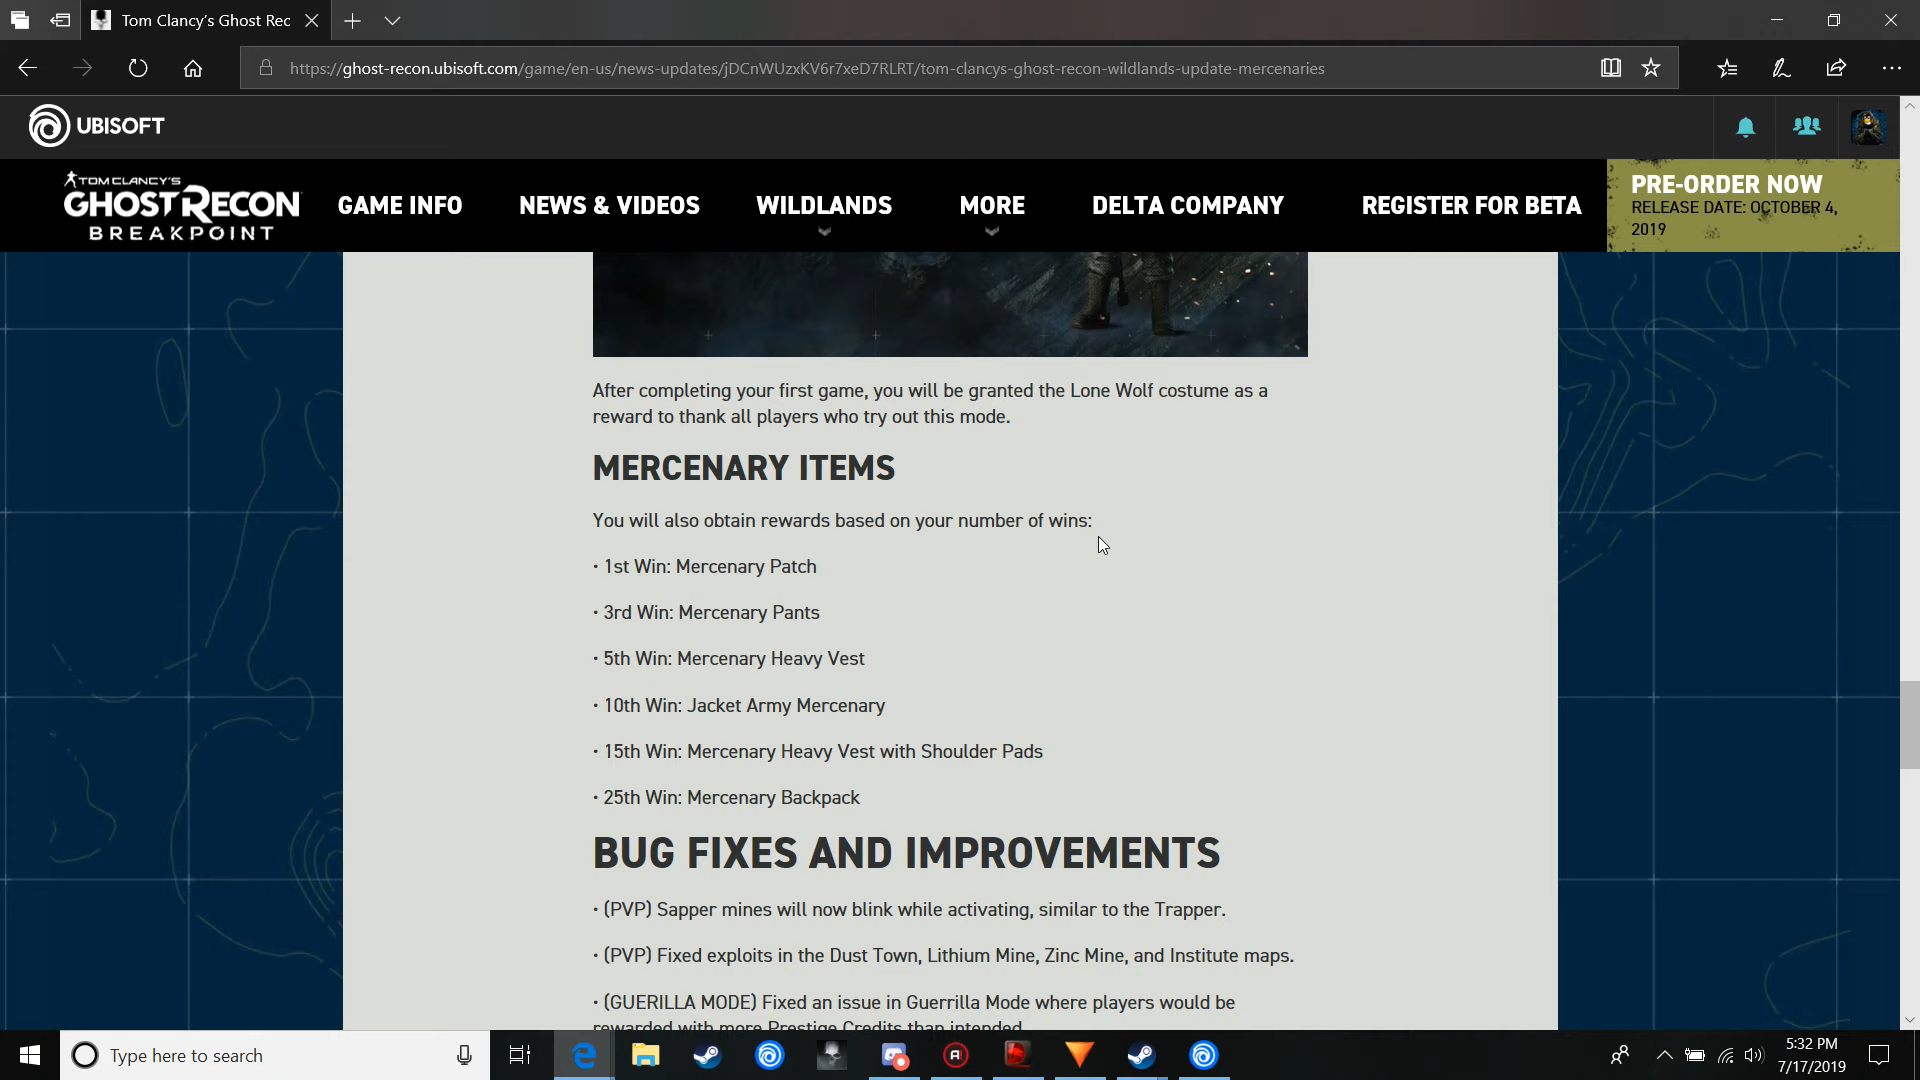 Tom Clancy's Ghost Rec
https://ghost-recon.ubisoft.com/game/en-us/news-updates/jDCnWUzxKV6r7xeD7RLRT/tom-clancys-ghost-recon-wildlands-update-mercenaries
UBISOFT
TOM CLANCY'S
GHOST RECON
BREAKPOINT
GAME INFO
NEWS & VIDEOS
WILDLANDS
MORE
DELTA COMPANY
REGISTER FOR BETA
PRE-ORDER NOW
RELEASE DATE: OCTOBER 4,
2019
After completing your first game, you will be granted the Lone Wolf costume as a
reward to thank all players who try out this mode.
MERCENARY ITEMS
You will also obtain rewards based on your number of wins:
• 1st Win: Mercenary Patch
• 3rd Win: Mercenary Pants
• 5th Win: Mercenary Heavy Vest
• 10th Win: Jacket Army Mercenary
• 15th Win: Mercenary Heavy Vest with Shoulder Pads
• 25th Win: Mercenary Backpack
BUG FIXES AND IMPROVEMENTS
• (PVP) Sapper mines will now blink while activating, similar to the Trapper.
• (PVP) Fixed exploits in the Dust Town, Lithium Mine, Zinc Mine, and Institute maps.
• (GUERILLA MODE) Fixed an issue in Guerrilla Mode where players would be
rewarded with more Prestige Credits than intended.
Type here to search
5:32 PM
7/17/2019